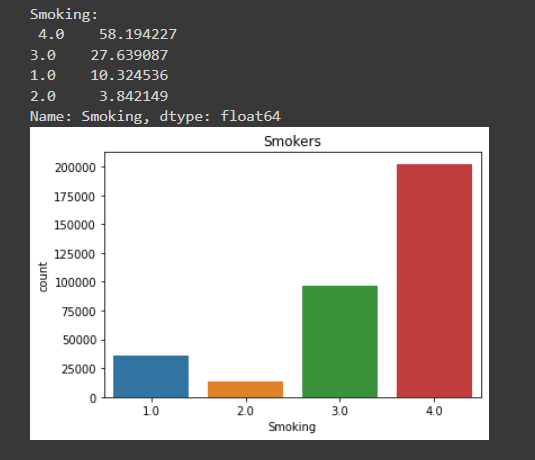 Smoking:
4.0    58.194227
3.0    27.639087
1.0    10.324536
2.0     3.842149
Name: Smoking, dtype: float64
Smokers
200000
175000
150000
125000
100000
75000
50000
25000
0
count
1.0 2.0 3.0 4.0
Smoking